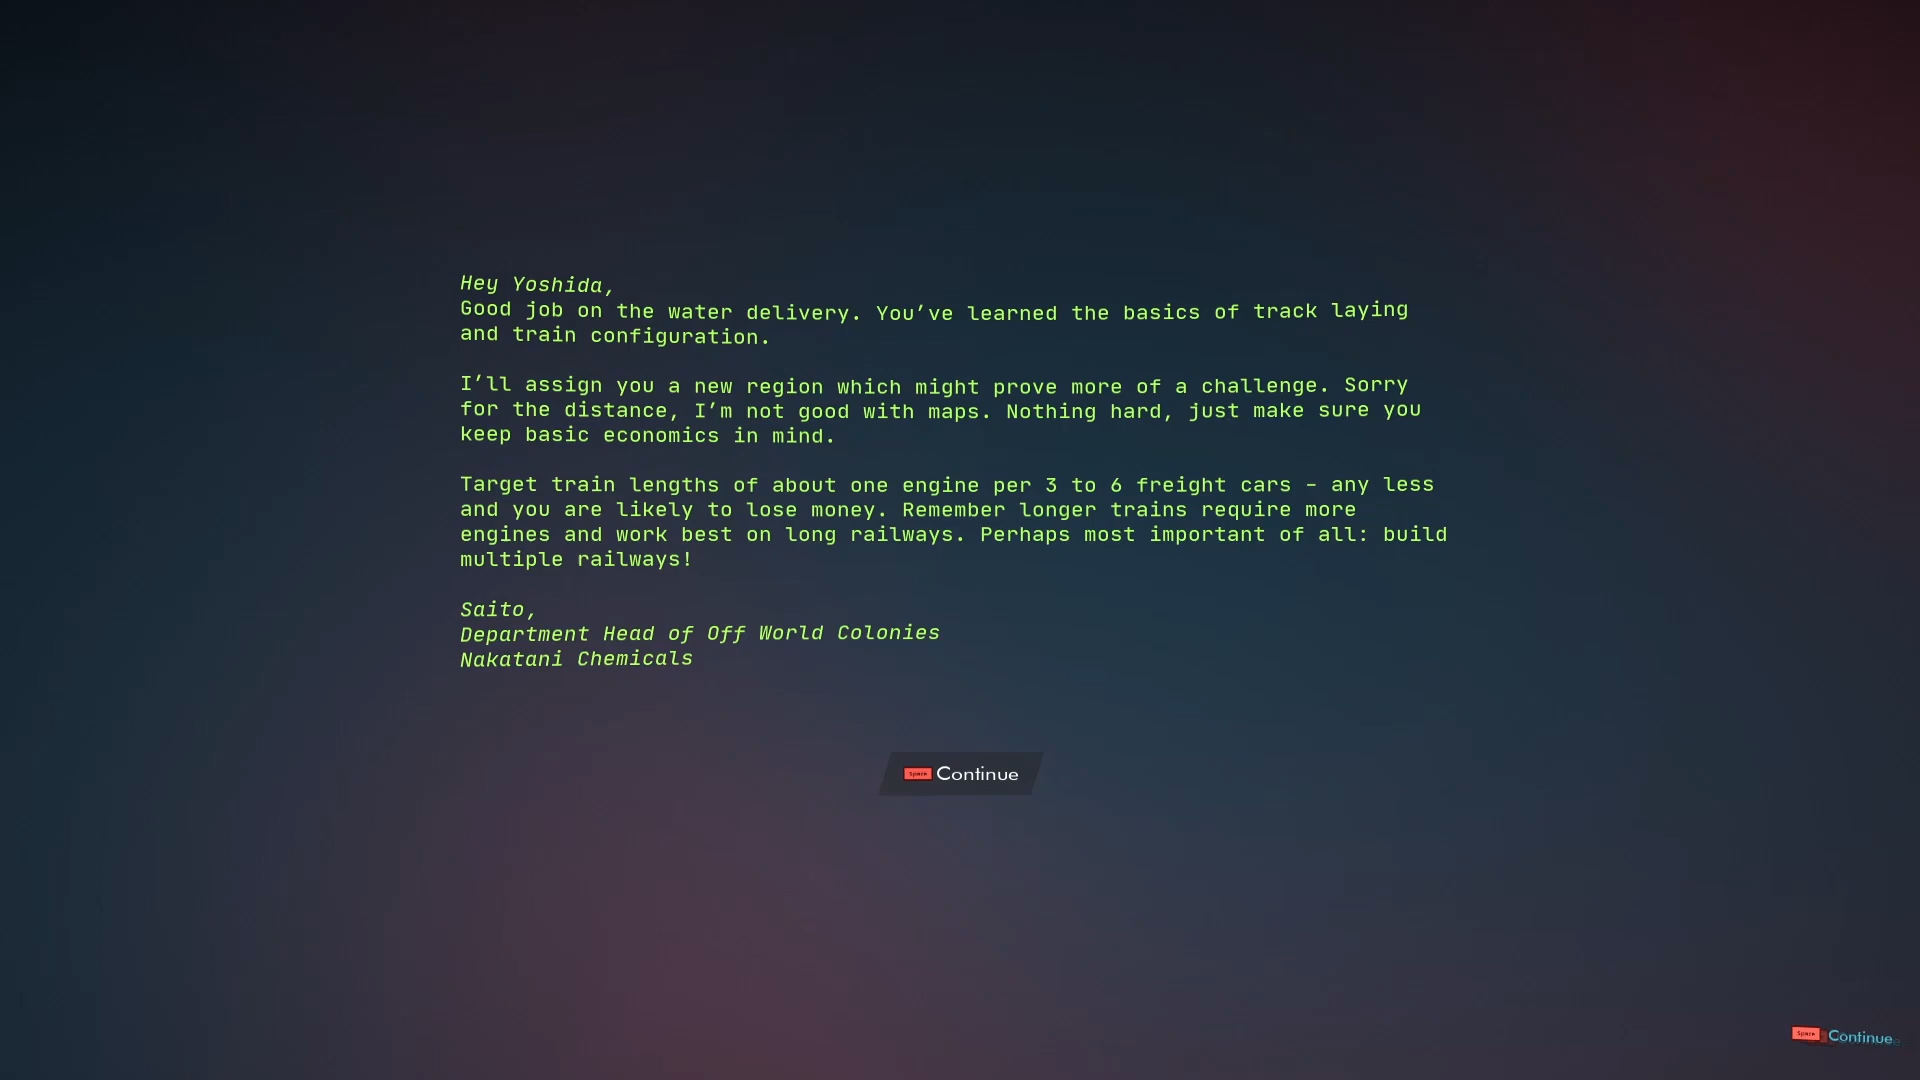 Hey Yoshida,
Good job on the water delivery. You’ve learned the basics of track laying
and train configuration.
I’ll assign you a new region which might prove more of a challenge. Sorry
for the distance, I’m not good with maps. Nothing hard, just make sure you
keep basic economics in mind.
Target train lengths of about one engine per 3 to 6 freight cars – any less
and you are likely to lose money. Remember longer trains require more
engines and work best on long railways. Perhaps most important of all: build
multiple railways!
Saito,
Department Head of Off World Colonies
Nakatani Chemicals
Space Continue
Space Continue